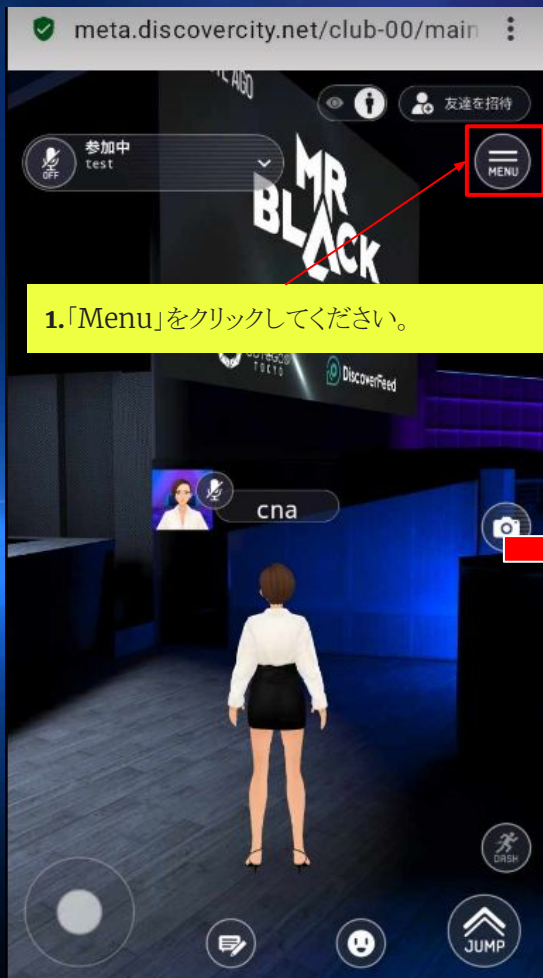 meta.discovercity.net/club-00/main
AGO
友達を招待
参加中
test
OFF
MENU
MR
BLACK
1.「Menu」をクリックしてください。
TOKYO
DiscoverFeed
cna
DASH
JUMP